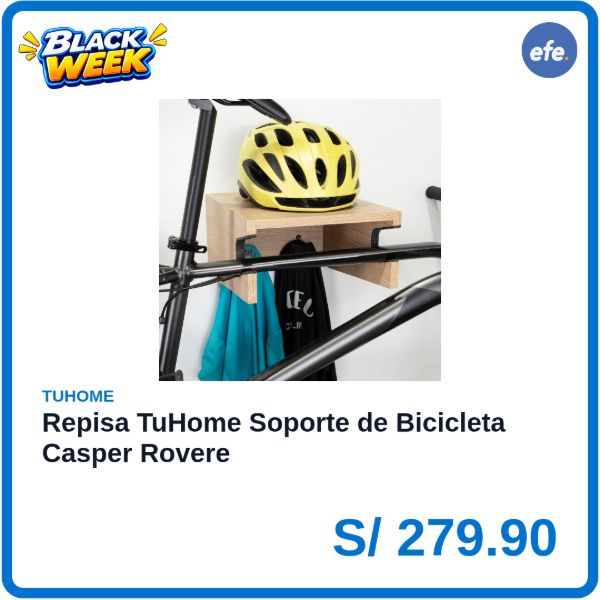 BLACK
WEEK
efe.
TUHOME
Repisa TuHome Soporte de Bicicleta
Casper Rovere
S/ 279.90